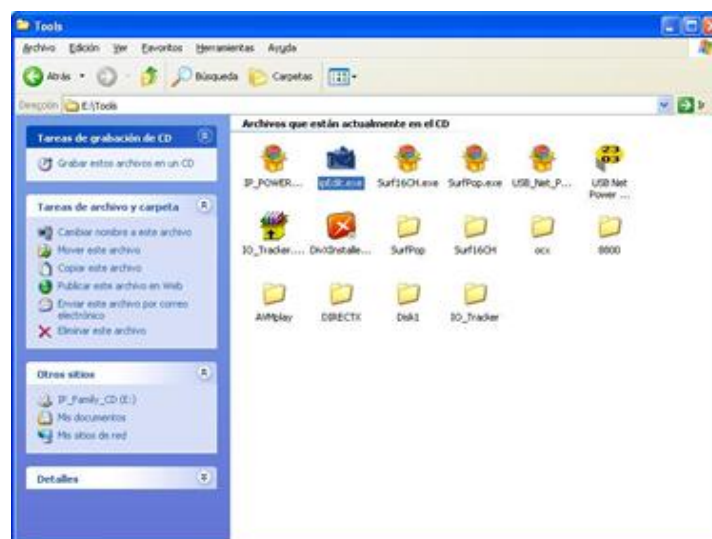 Tools
Archivo Edición Ver Favoritos Herramientas Ayuda
Atrás Búsqueda Carpetas
Dirección E:\Tools Ir
Tareas de grabación de CD
Grabar estos archivos en un CD
Tareas de archivo y carpeta
Cambiar nombre a este archivo
Mover este archivo
Copiar este archivo
Publicar este archivo en Web
Enviar este archivo por correo
electrónico
Eliminar este archivo
Otros sitios
IP_Family_CD (E:)
Mis documentos
Mis sitios de red
Detalles
Archivos que están actualmente en el CD
IP_POWER... ipEdit.exe Surf16CH.exe SurfPop.exe USB_Net_P... USB Net
Power ...
IO_Tracker.... DivXInstalle... SurfPop Surf16CH ocx 8800
AVMplay DIRECTX Disk1 IO_Tracker